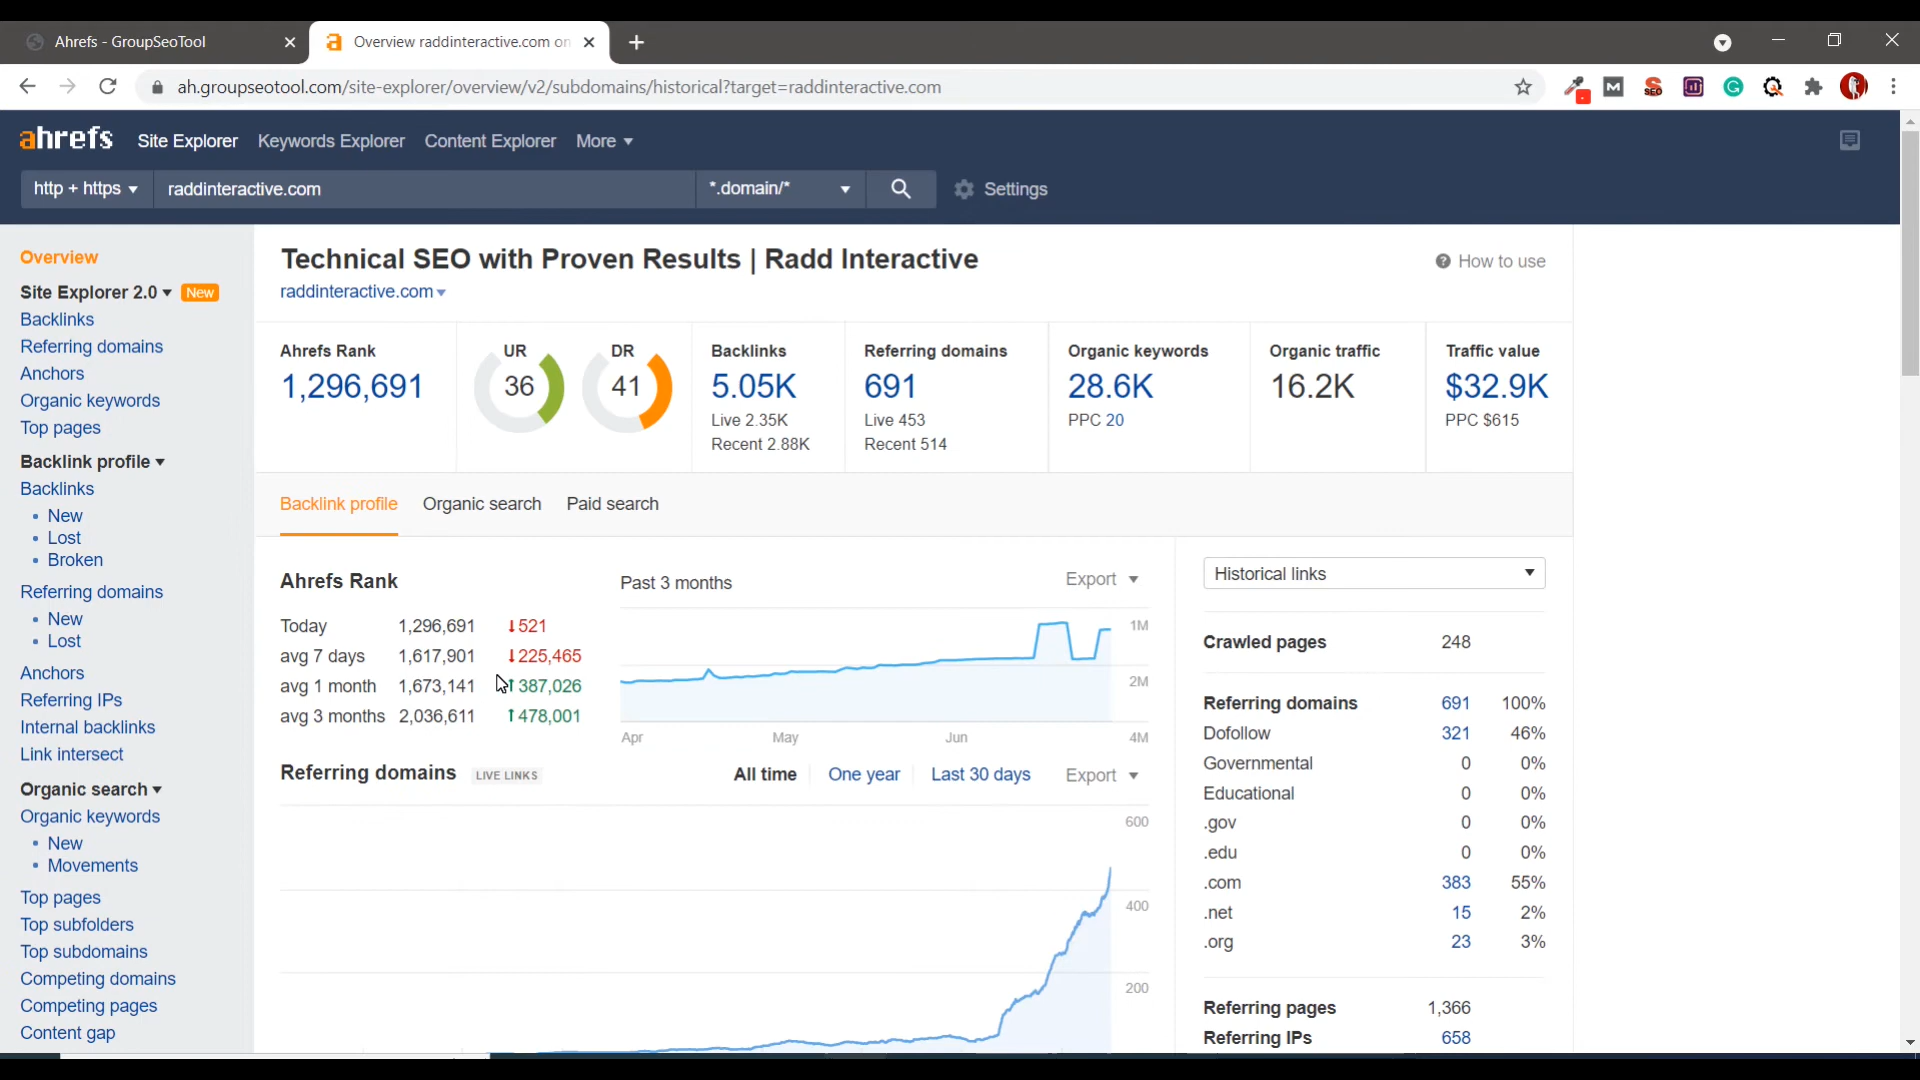 Ahrefs - GroupSeoTool
Overview raddinteractive.com on
ah.groupseotool.com/site-explorer/overview/v2/subdomains/historical?target=raddinteractive.com
ahrefs Site Explorer Keywords Explorer Content Explorer More
http + https raddinteractive.com *.domain/* Settings
Overview
Site Explorer 2.0 New
Backlinks
Referring domains
Anchors
Organic keywords
Top pages
Backlink profile
Backlinks
New
Lost
Broken
Referring domains
New
Lost
Anchors
Referring IPs
Internal backlinks
Link intersect
Organic search
Organic keywords
New
Movements
Top pages
Top subfolders
Top subdomains
Competing domains
Competing pages
Content gap
Technical SEO with Proven Results | Radd Interactive
How to use
raddinteractive.com
Ahrefs Rank
1,296,691
UR
36
DR
41
Backlinks
5.05K
Live 2.35K
Recent 2.88K
Referring domains
691
Live 453
Recent 514
Organic keywords
28.6K
PPC 20
Organic traffic
16.2K
Traffic value
$32.9K
PPC $615
Backlink profile Organic search Paid search
Ahrefs Rank
Today 1,296,691 ↓521
avg 7 days 1,617,901 ↓225,465
avg 1 month 1,673,141 ↑387,026
avg 3 months 2,036,611 ↑478,001
Past 3 months
Export
1M
2M
4M
Apr May Jun
Referring domains LIVE LINKS
All time One year Last 30 days Export
600
400
200
Historical links
Crawled pages 248
Referring domains 691 100%
Dofollow 321 46%
Governmental 0 0%
Educational 0 0%
.gov 0 0%
.edu 0 0%
.com 383 55%
.net 15 2%
.org 23 3%
Referring pages 1,366
Referring IPs 658